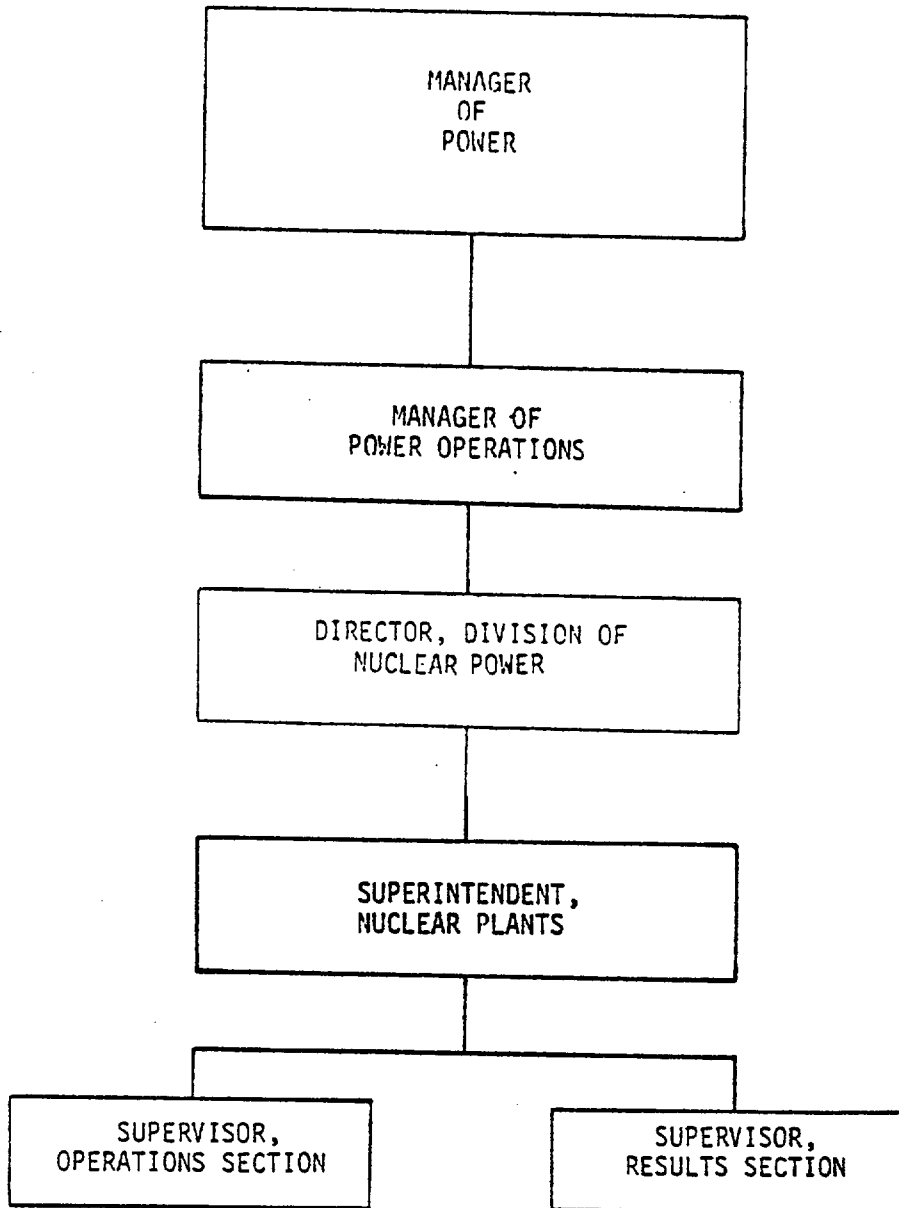 MANAGER
OF
POWER
MANAGER OF
POWER OPERATIONS
DIRECTOR, DIVISION OF
NUCLEAR POWER
SUPERINTENDENT,
NUCLEAR PLANTS
SUPERVISOR,
OPERATIONS SECTION
SUPERVISOR,
RESULTS SECTION